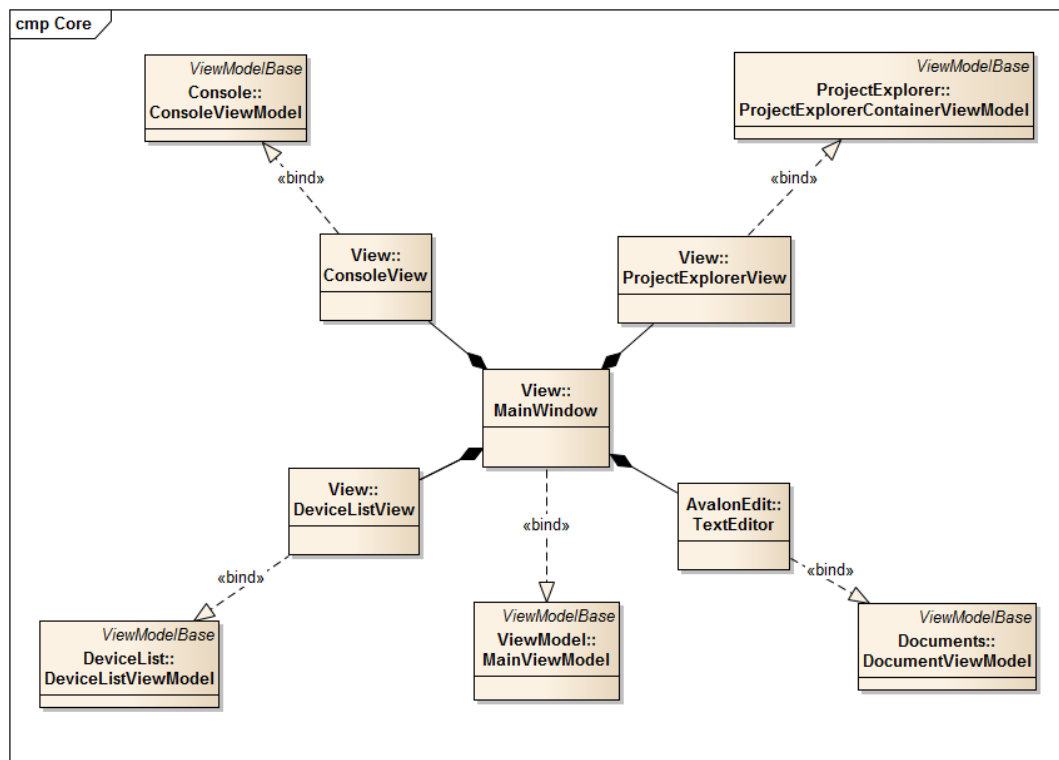 cmp Core
ViewModelBase
Console::
ConsoleViewModel
ViewModelBase
ProjectExplorer::
ProjectExplorerContainerViewModel
«bind»
«bind»
View::
ConsoleView
View::
ProjectExplorerView
View::
MainWindow
View::
DeviceListView
AvalonEdit::
TextEditor
«bind»
«bind»
«bind»
ViewModelBase
DeviceList::
DeviceListViewModel
ViewModelBase
ViewModel::
MainViewModel
ViewModelBase
Documents::
DocumentViewModel